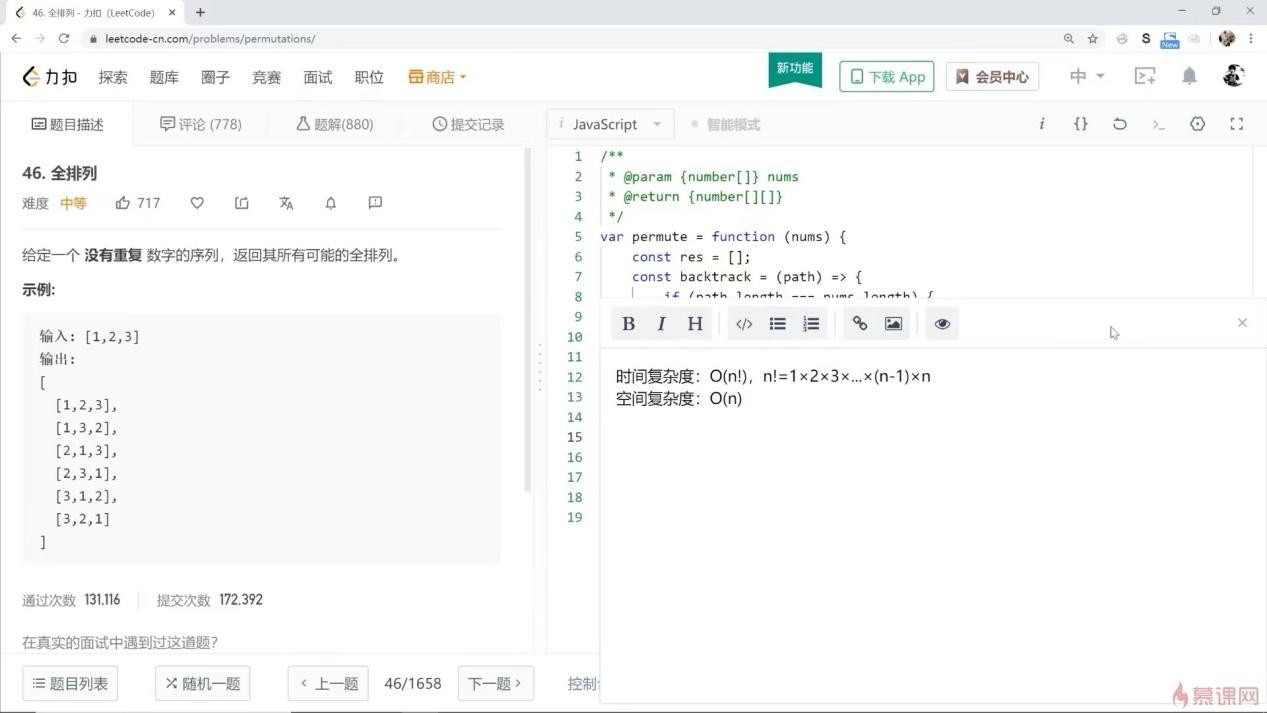 46. 全排列 - 力扣 (LeetCode)
leetcode-cn.com/problems/permutations/
S
New
力扣 探索 题库 圈子 竞赛 面试 职位 商店
新功能
下载 App
会员中心
中
题目描述 评论 (778) 题解(880) 提交记录
i JavaScript 智能模式
46. 全排列
难度 中等 717
给定一个 没有重复 数字的序列，返回其所有可能的全排列。
示例:
输入: [1,2,3]
输出:
[
[1,2,3],
[1,3,2],
[2,1,3],
[2,3,1],
[3,1,2],
[3,2,1]
]
通过次数 131,116 提交次数 172,392
在真实的面试中遇到过这道题?
题目列表 随机一题 上一题 46/1658 下一题
1 /**
2 * @param {number[]} nums
3 * @return {number[][]}
4 */
5 var permute = function (nums) {
6 const res = [];
7 const backtrack = (path) => {
8 if (path.length === nums.length) {
9
10
11
12
13
14
15
16
17
18
19
B I H
时间复杂度：O(n!)，n!=1×2×3×...×(n-1)×n
空间复杂度：O(n)
控制
慕课网